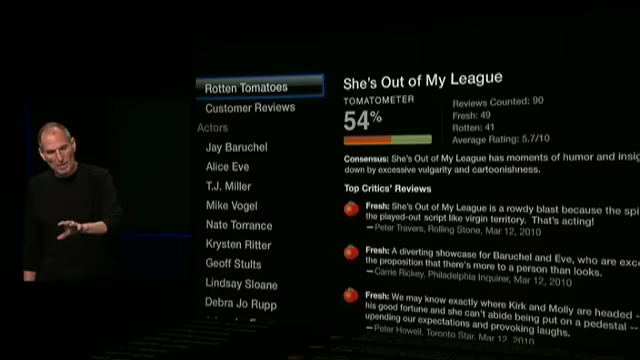 Rotten Tomatoes
Customer Reviews
Actors
Jay Baruchel
Alice Eve
T.J. Miller
Mike Vogel
Nate Torrance
Krysten Ritter
Geoff Stults
Lindsay Sloane
Debra Jo Rupp
She's Out of My League
TOMATOMETER
54%
Reviews Counted: 90
Fresh: 49
Rotten: 41
Average Rating: 5.7/10
Consensus: She's Out of My League has moments of humor and insig
down by excessive vulgarity and cartoonishness.
Top Critics' Reviews
Fresh: She's Out of My League is a rowdy blast because the spi
the played-out script like virgin territory. That's acting!
—Peter Travers, Rolling Stone, Mar 12, 2010
Fresh: A diverting showcase for Baruchel and Eve, who are exce
the proposition that there's more to a person than looks.
—Carrie Rickey, Philadelphia Inquirer, Mar 12, 2010
Fresh: We may know exactly where Kirk and Molly are headed --
his good fortune and she can't abide being put on a pedestal --
upending our expectations and provoking laughs.
—Peter Howell, Toronto Star, Mar 12, 2010